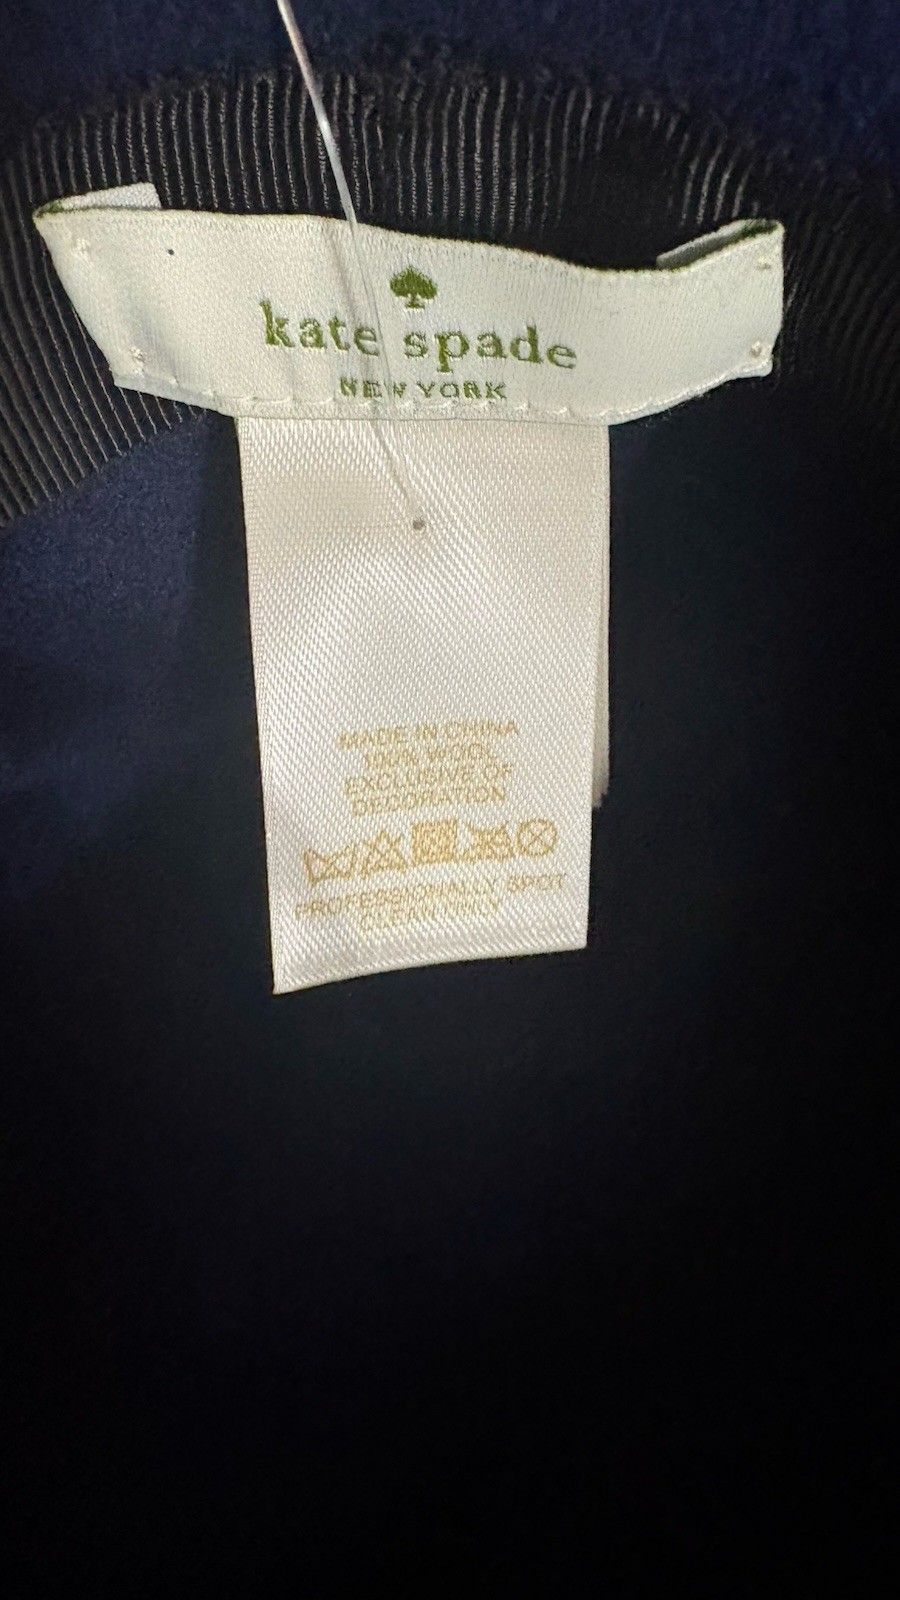 kate spade
NEW YORK
MADE IN CHINA
100% WOOL
EXCLUSIVE OF
DECORATION
PROFESSIONALLY SPOT
CLEAN ONLY